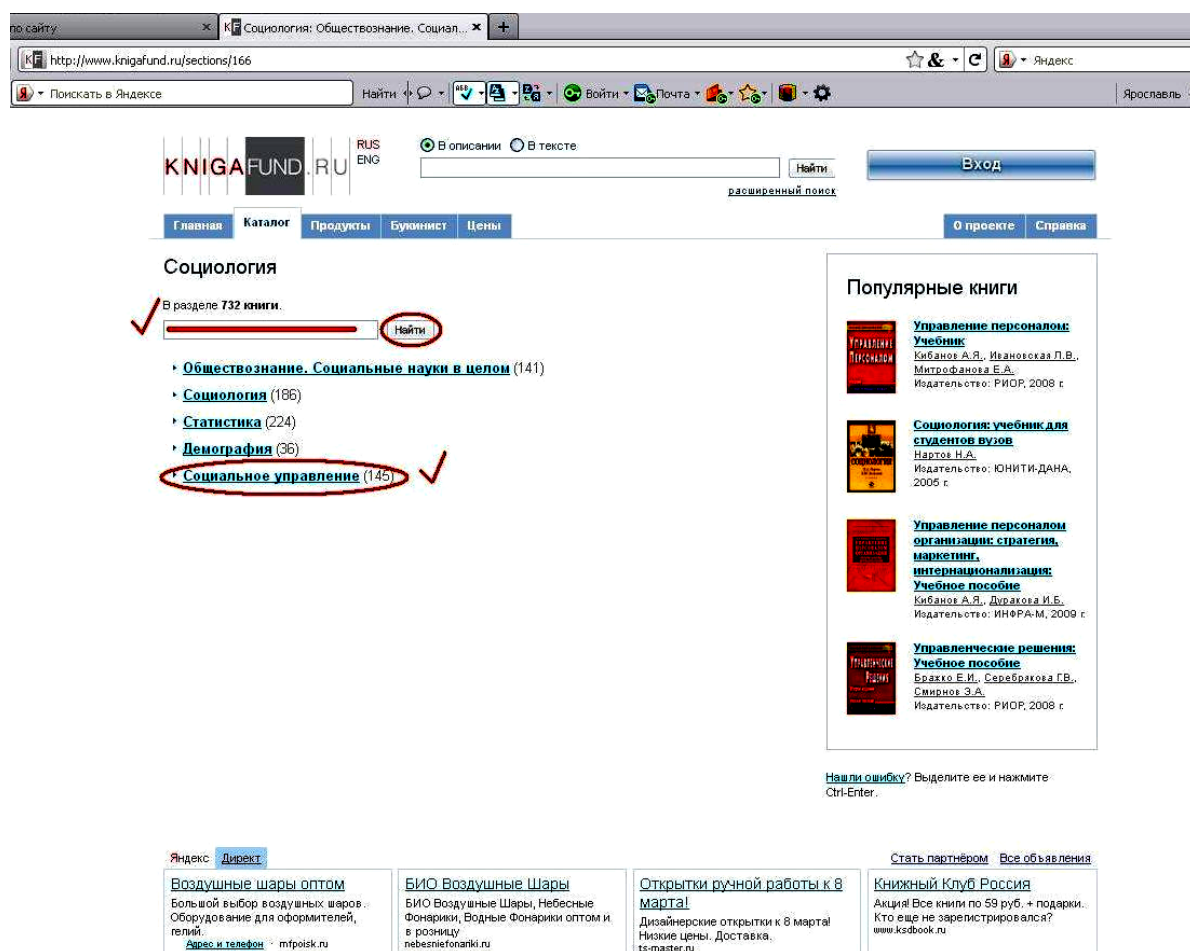 по сайту
Социология: Обществознание. Социал...
http://www.knigafund.ru/sections/166
Яндекс
Поискать в Яндексе
Найти
Войти
Почта
Ярославль
KNIGAFUND.RU
RUS
ENG
В описании В тексте
Найти
расширенный поиск
Вход
Главная Каталог Продукты Букинист Цены
О проекте Справка
Социология
В разделе 732 книги.
Найти
Обществознание. Социальные науки в целом (141)
Социология (186)
Статистика (224)
Демография (36)
Социальное управление (145)
Популярные книги
Управление персоналом:
Учебник
Кибанов А.Я., Ивановская Л.В.,
Митрофанова Е.А.
Издательство: РИОР, 2008 г.
Социология: учебник для
студентов вузов
Нартов Н.А.
Издательство: ЮНИТИ-ДАНА,
2005 г.
Управление персоналом
организации: стратегия,
маркетинг,
интернационализация:
Учебное пособие
Кибанов А.Я., Дуракова И.Б.
Издательство: ИНФРА-М, 2009 г.
Управленческие решения:
Учебное пособие
Бражко Е.И., Серебрякова Г.В.,
Смирнов Э.А.
Издательство: РИОР, 2008 г.
Нашли ошибку? Выделите ее и нажмите
Ctrl-Enter.
Яндекс Директ
Стать партнёром Все объявления
Воздушные шары оптом
Большой выбор воздушных шаров.
Оборудование для оформителей,
гелий.
Адрес и телефон · mfpoisk.ru
БИО Воздушные Шары
БИО Воздушные Шары, Небесные
Фонарики, Водные Фонарики оптом и
в розницу
nebesniefonariki.ru
Открытки ручной работы к 8
марта!
Дизайнерские открытки к 8 марта!
Низкие цены. Доставка.
ts-master.ru
Книжный Клуб Россия
Акция! Все книги по 59 руб. + подарки.
Кто еще не зарегистрировался?
www.ksdbook.ru